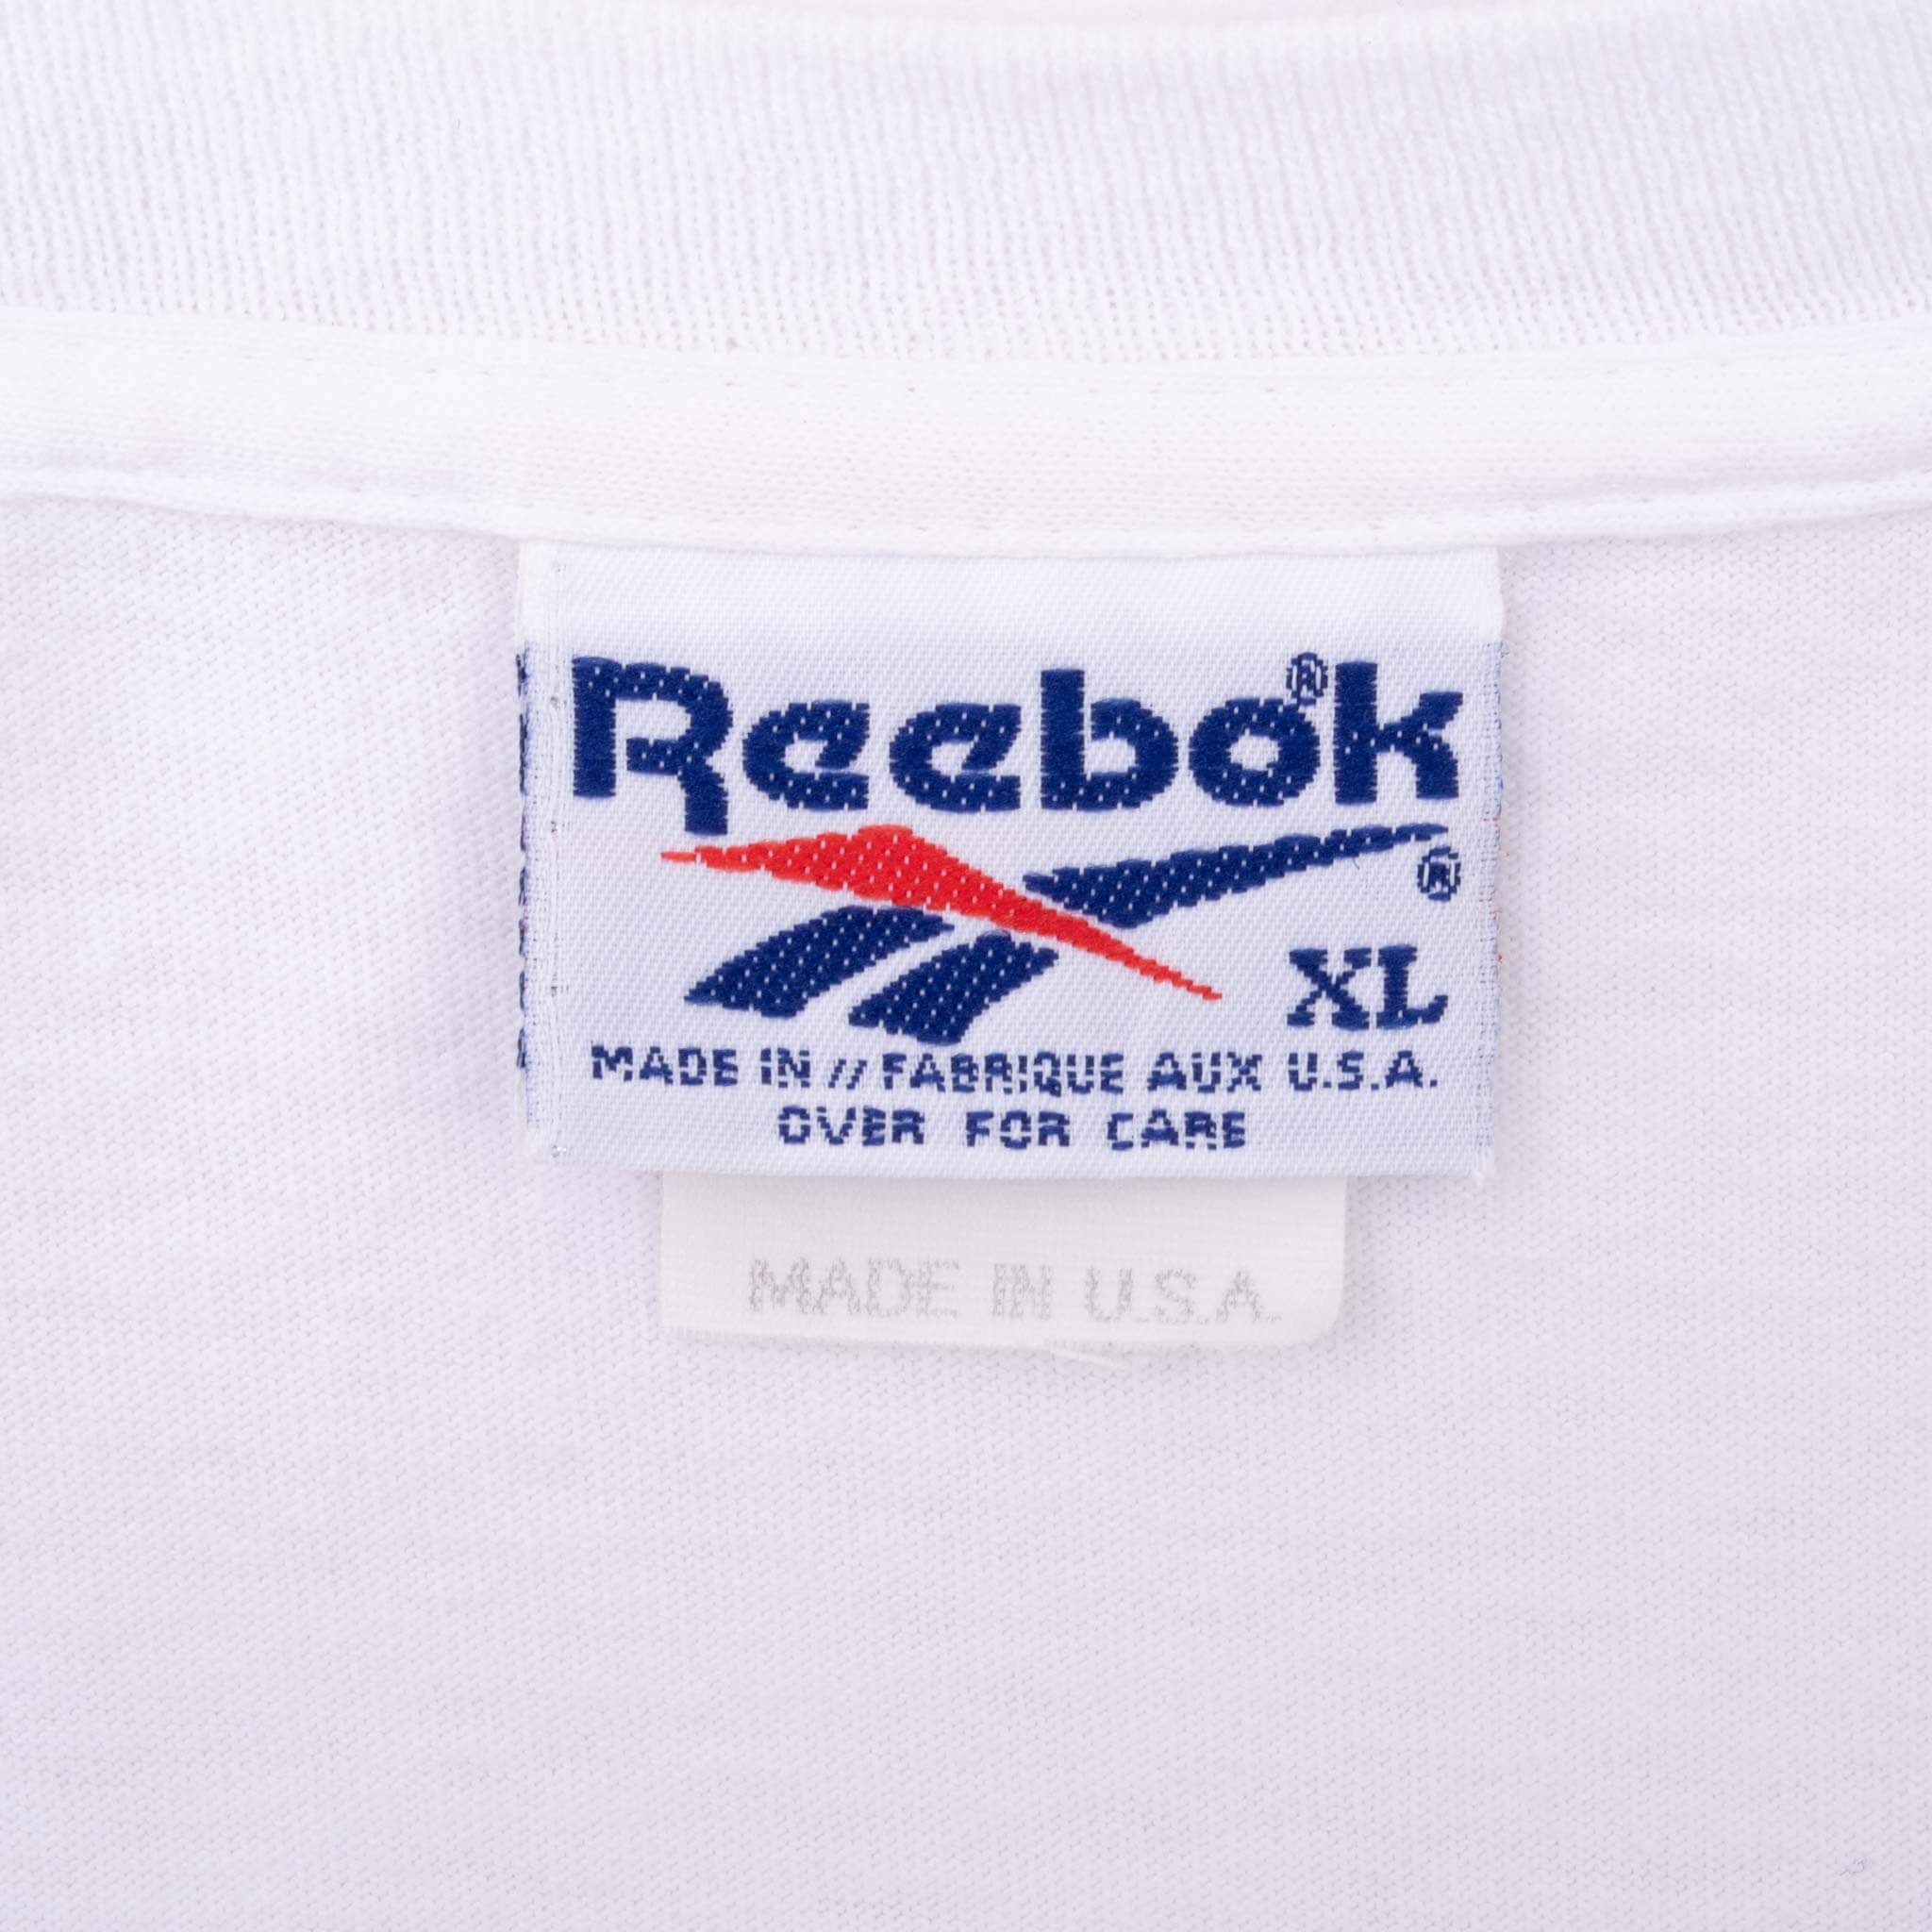 Reebok®
®
XL
MADE IN // FABRIQUE AUX U.S.A.
OVER FOR CARE
MADE IN U.S.A.